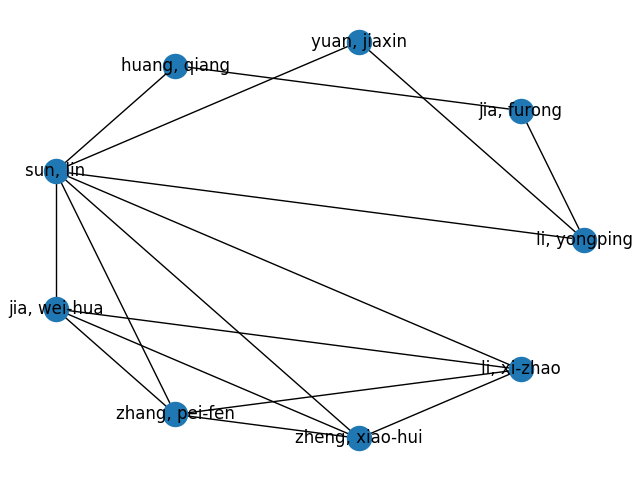 yuan, jiaxin
huang, qiang
jia, furong
sun, lin
li, yongping
jia, wei-hua
li, xi-zhao
zhang, pei-fen
zheng, xiao-hui